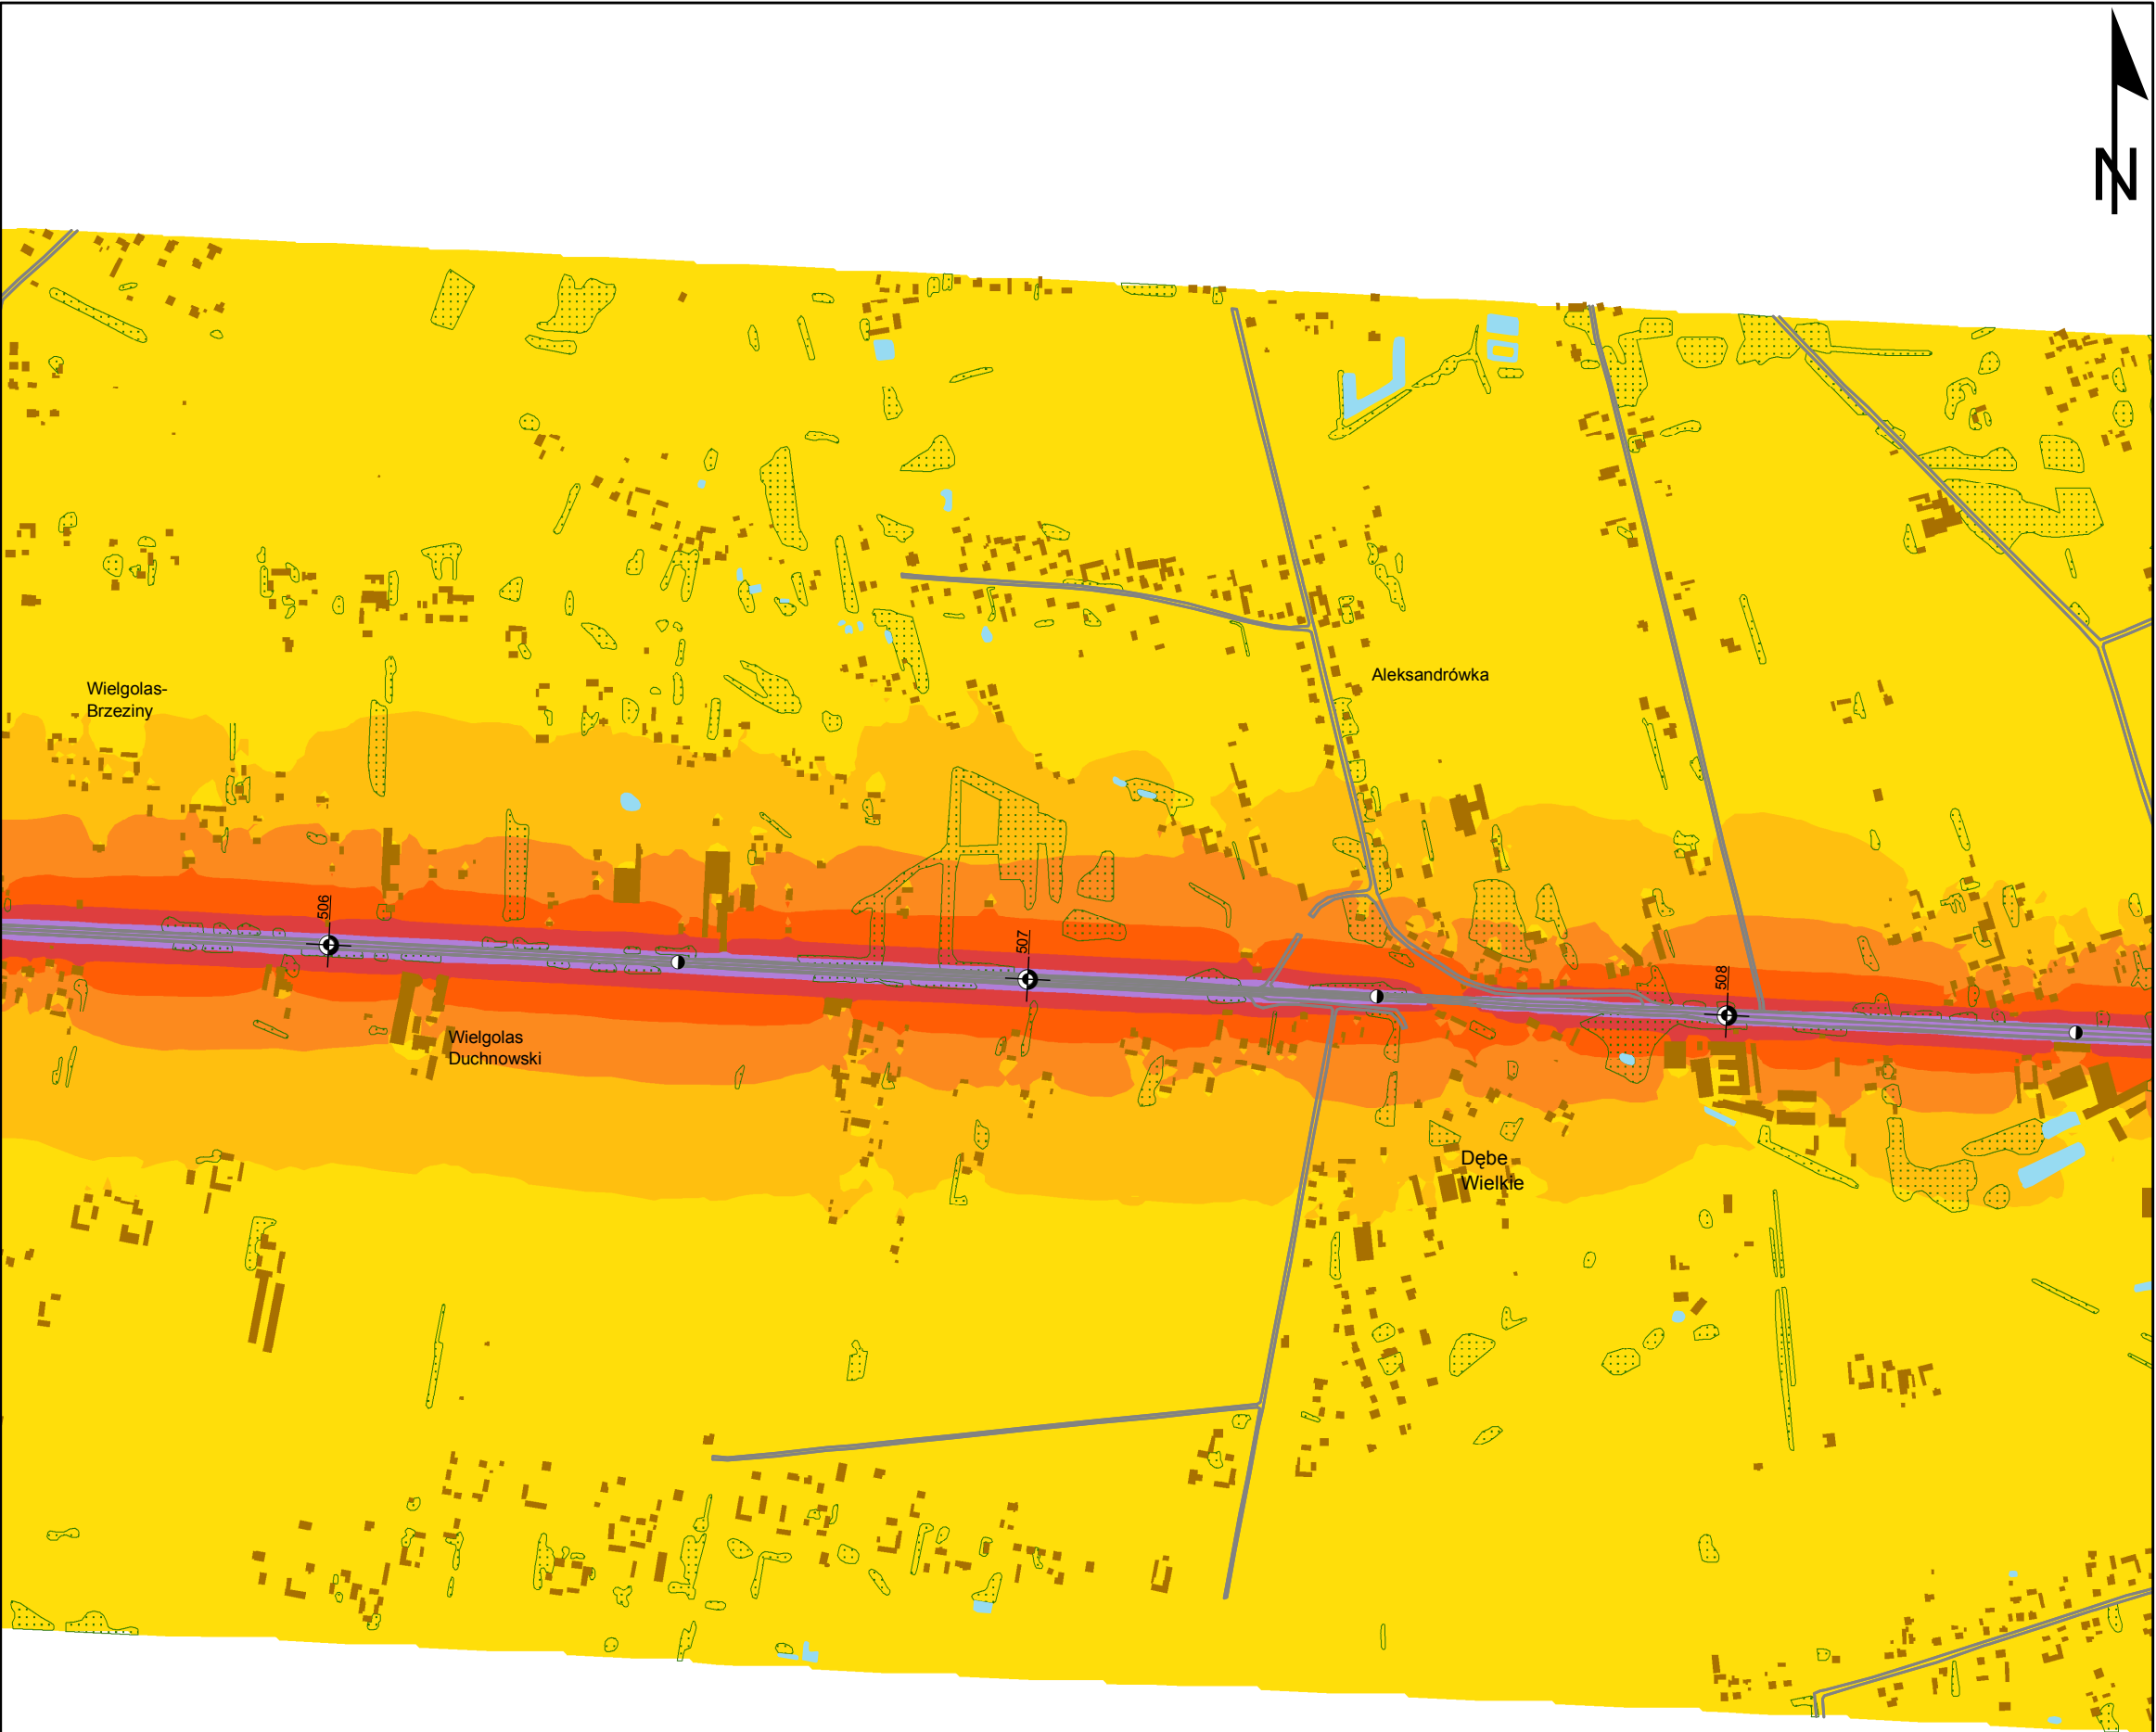 N
Wielgolas-
Brzeziny
Aleksandrówka
506
507
508
Wielgolas
Duchnowski
Dębe
Wielkie